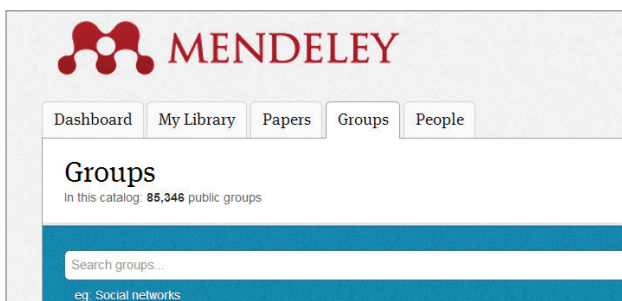 MENDELEY
Dashboard My Library Papers Groups People
Groups
In this catalog: 85,346 public groups
Search groups...
eg: Social networks